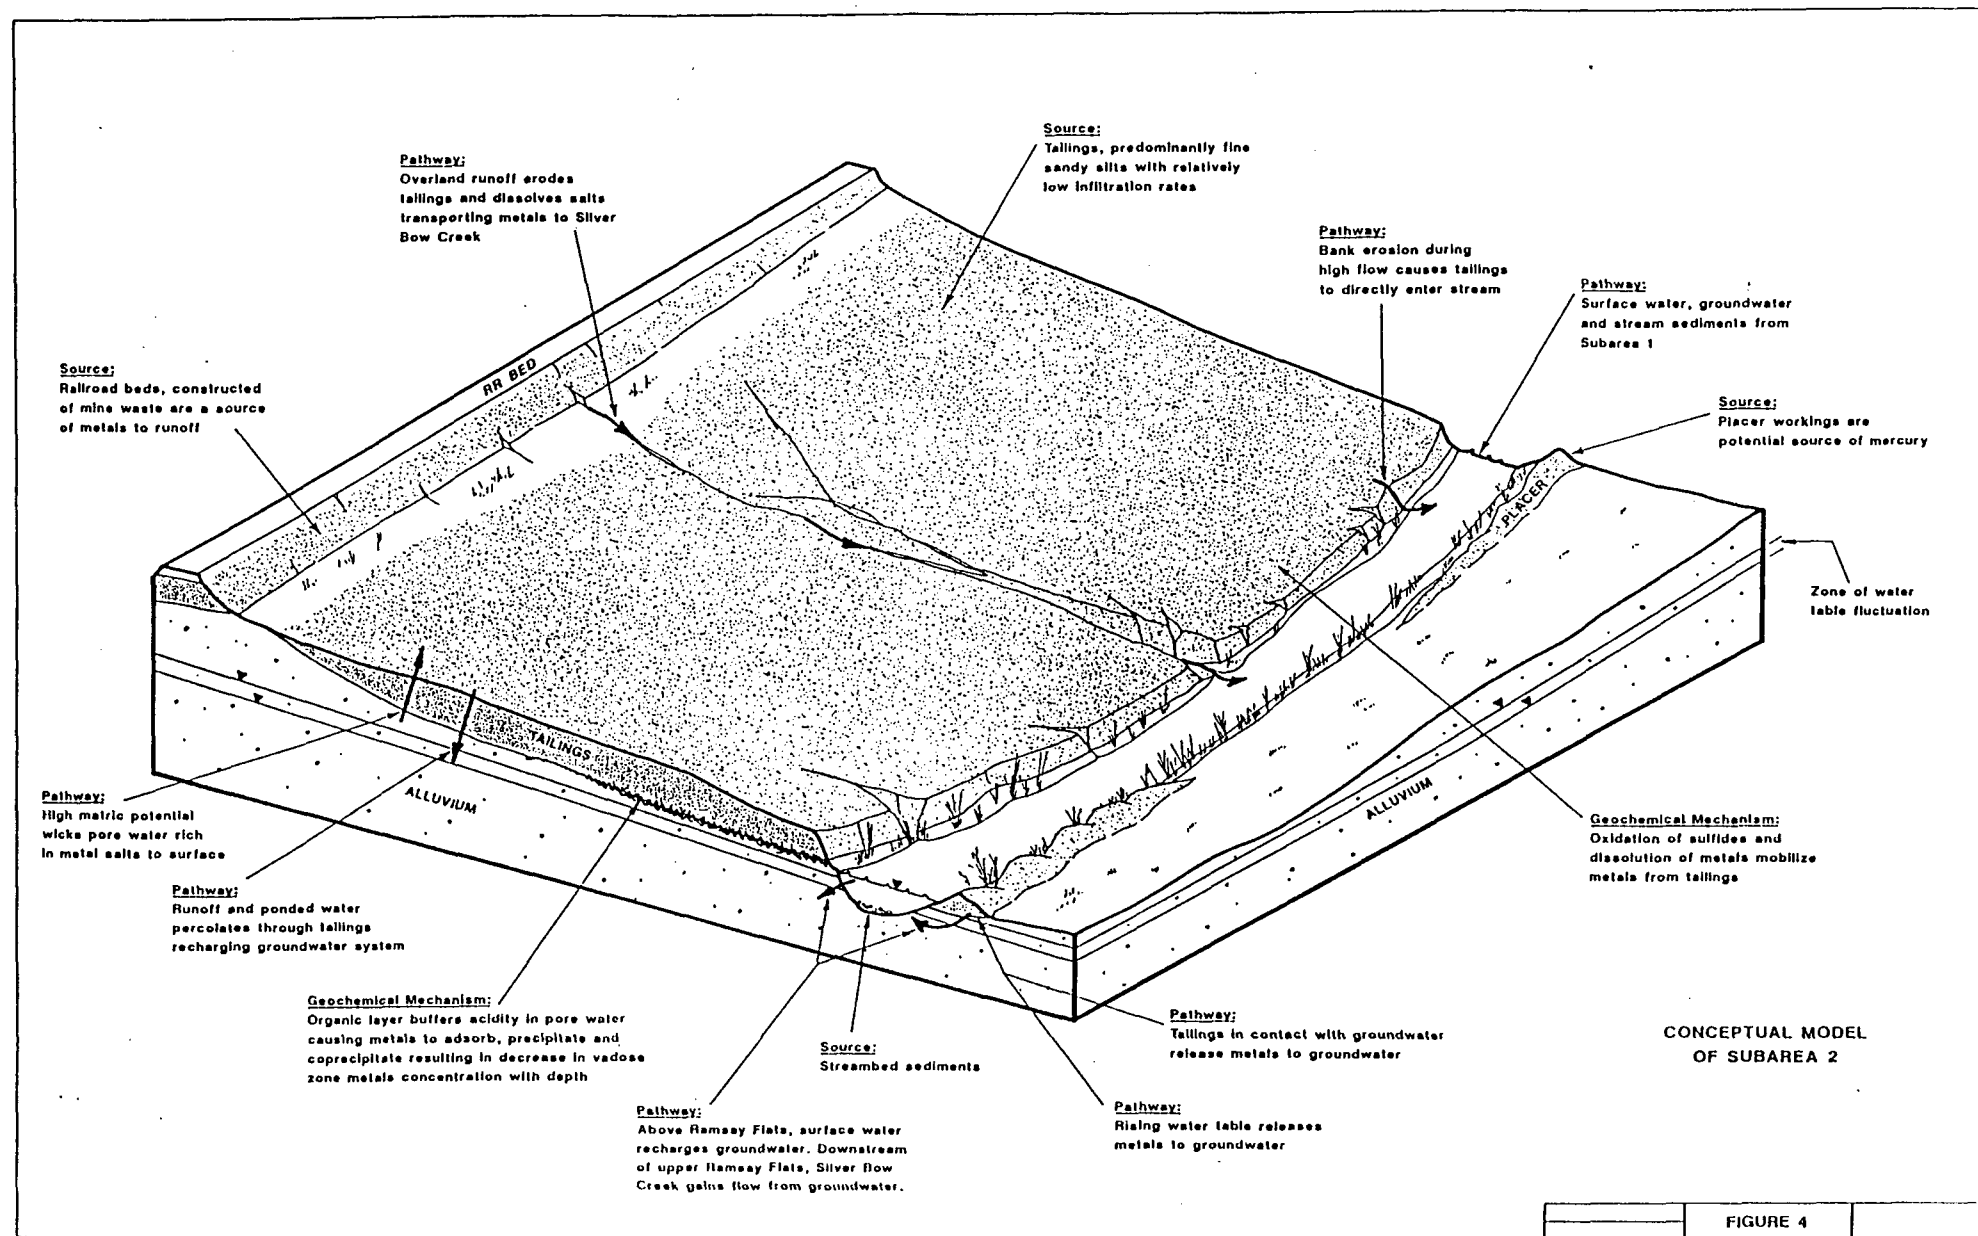 Source:
Tailings, predominantly fine
sandy silts with relatively
low infiltration rates
Pathway:
Overland runoff erodes
tailings and dissolves salts
transporting metals to Silver
Bow Creek
Pathway:
Bank erosion during
high flow causes tailings
to directly enter stream
Pathway:
Surface water, groundwater
and stream sediments from
Subarea 1
Source:
Railroad beds, constructed
of mine waste are a source
of metals to runoff
RR BED
Source:
Placer workings are
potential source of mercury
PLACER
Zone of water
table fluctuation
TAILINGS
ALLUVIUM
ALLUVIUM
Pathway:
High matric potential
wicks pore water rich
in metal salts to surface
Geochemical Mechanism:
Oxidation of sulfides and
dissolution of metals mobilize
metals from tailings
Pathway:
Runoff and ponded water
percolates through tailings
recharging groundwater system
Geochemical Mechanism:
Organic layer buffers acidity in pore water
causing metals to adsorb, precipitate and
coprecipitate resulting in decrease in vadose
zone metals concentration with depth
Source:
Streambed sediments
Pathway:
Tailings in contact with groundwater
release metals to groundwater
CONCEPTUAL MODEL
OF SUBAREA 2
Pathway:
Above Ramsay Flats, surface water
recharges groundwater. Downstream
of upper Ramsay Flats, Silver Bow
Creek gains flow from groundwater.
Pathway:
Rising water table releases
metals to groundwater
FIGURE 4